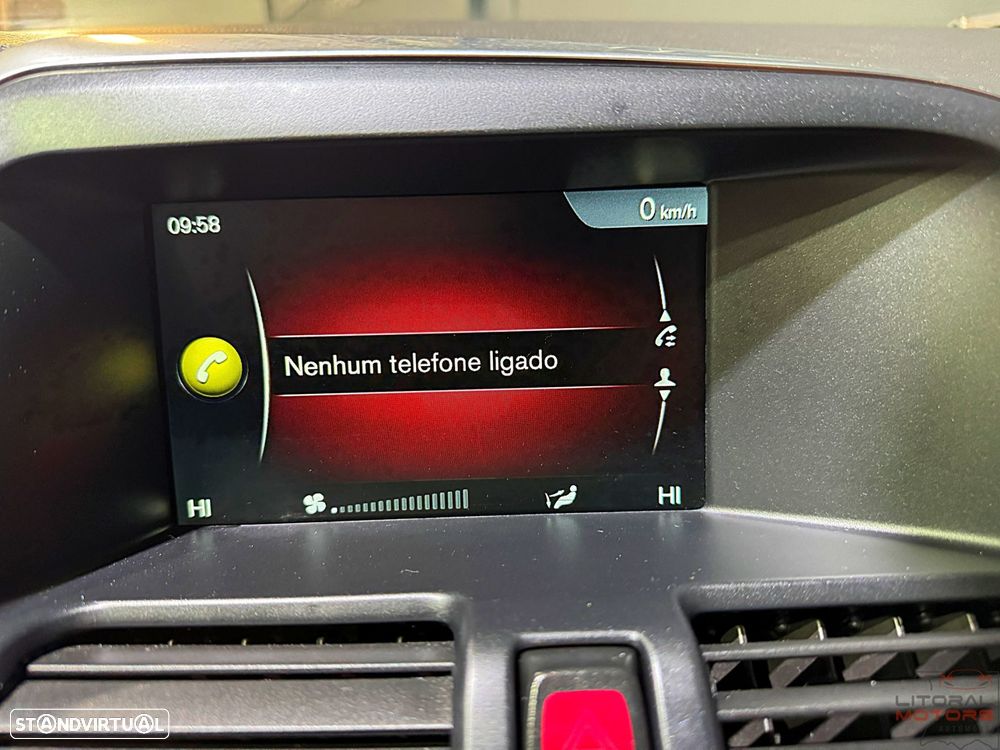 09:58
0 km/h
Nenhum telefone ligado
HI
HI
STANDVIRTUAL
LITORAL
MOTORS